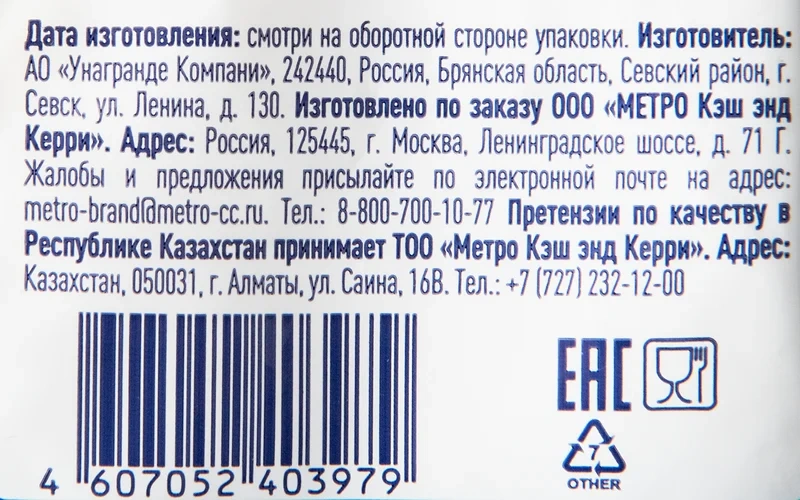 Дата изготовления: смотри на оборотной стороне упаковки. Изготовитель:
АО «Унагранде Компани», 242440, Россия, Брянская область, Севский район, г.
Севск, ул. Ленина, д. 130. Изготовлено по заказу ООО «МЕТРО Кэш энд
Керри». Адрес: Россия, 125445, г. Москва, Ленинградское шоссе, д. 71 Г.
Жалобы и предложения присылайте по электронной почте на адрес:
metro-brand@metro-cc.ru. Тел.: 8-800-700-10-77 Претензии по качеству в
Республике Казахстан принимает ТОО «Метро Кэш энд Керри». Адрес:
Казахстан, 050031, г. Алматы, ул. Саина, 16В. Тел.: +7 (727) 232-12-00
EAC
7
OTHER
4 607052 403979